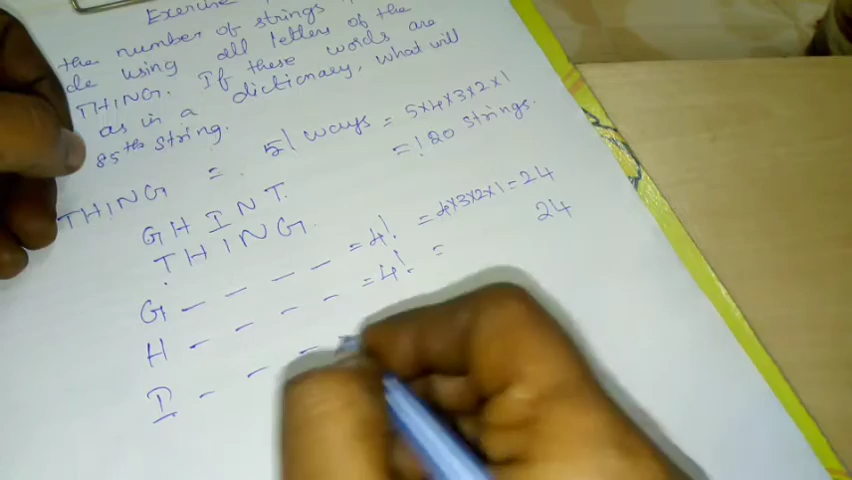 Exercise
the number of strings
de using all letters of the
THING. If these words are
as in a dictionary, what will
85th string.
THING = 5! ways = 5×4×3×2×1
= 120 strings.
GHINT.
THING.
G – – – – = 4! = 4×3×2×1 = 24
H – – – – = 4! = 24
I – – –